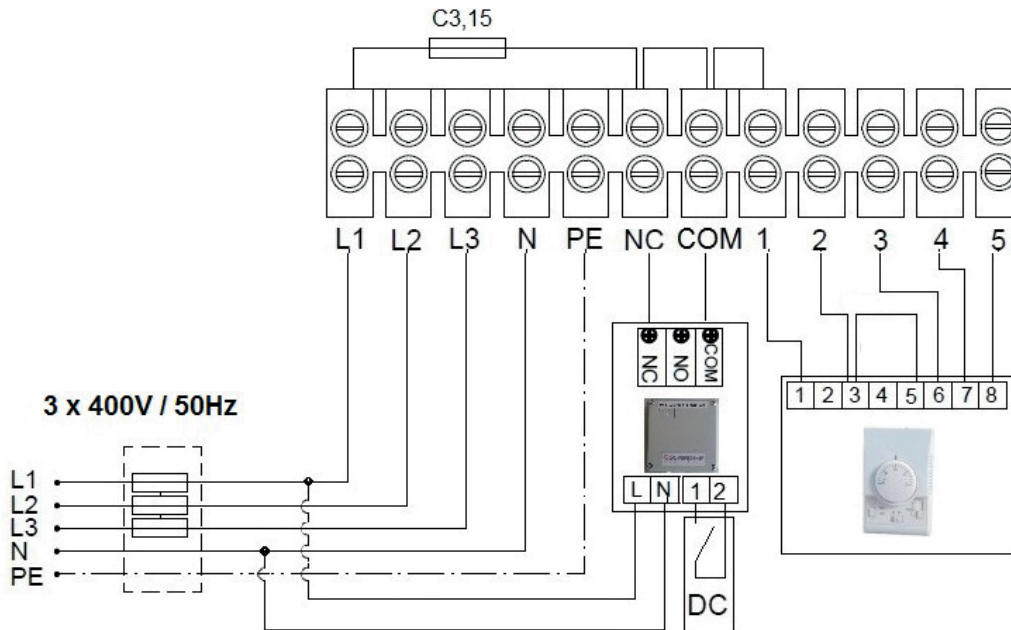 C3,15
L1 L2 L3 N PE NC COM 1 2 3 4 5
NC NO COM
1 2 3 4 5 6 7 8
3 x 400V / 50Hz
L1
L2
L3
N
PE
L N 1 2
DC